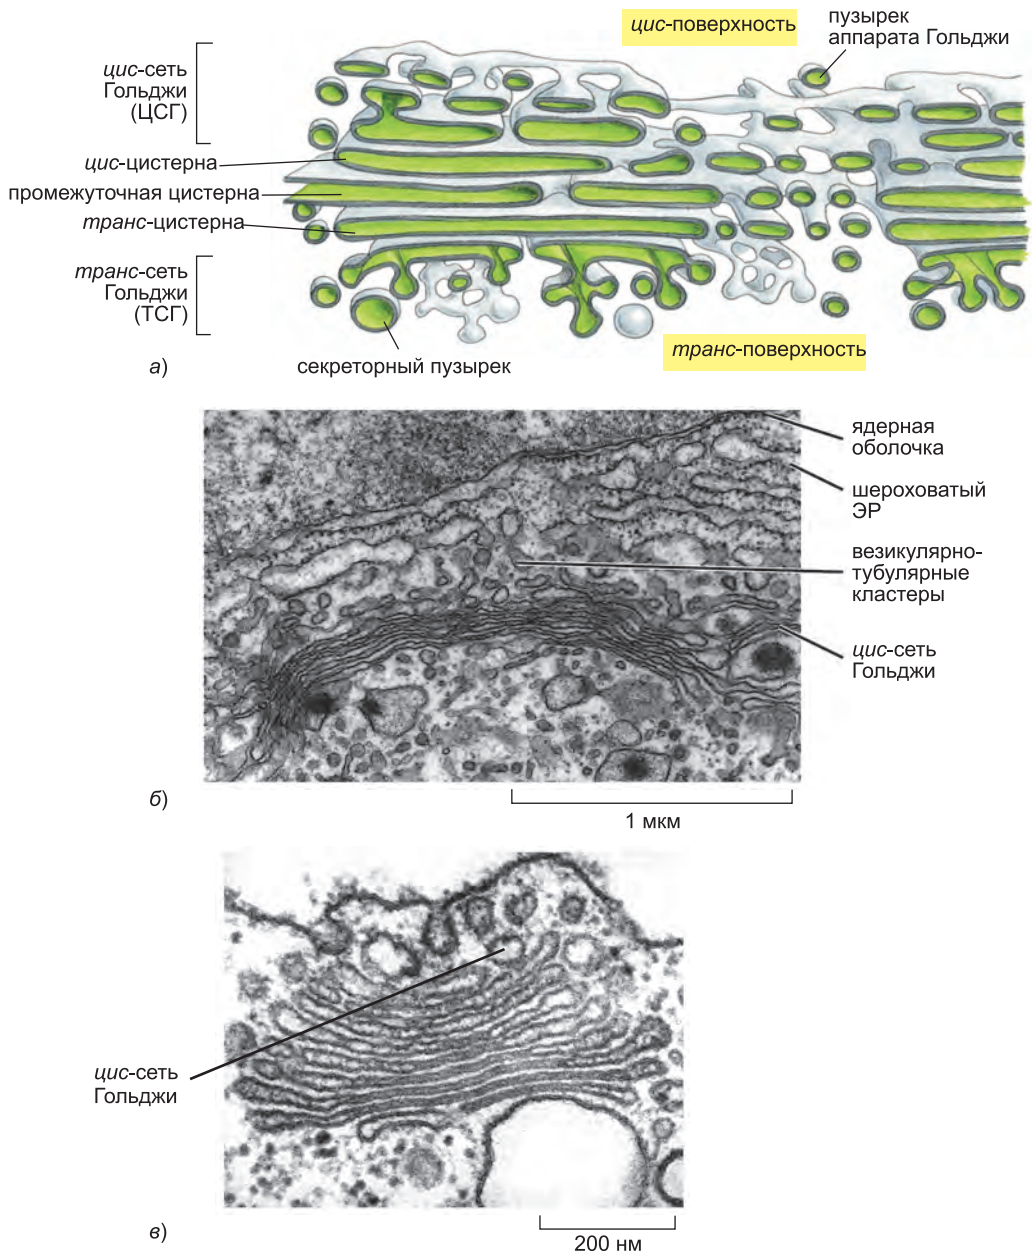 цис-поверхность
пузырек
аппарата Гольджи
цис-сеть
Гольджи
(ЦСГ)
цис-цистерна
промежуточная цистерна
транс-цистерна
транс-сеть
Гольджи
(ТСГ)
секреторный пузырек
транс-поверхность
а)
ядерная
оболочка
шероховатый
ЭР
везикулярно-
тубулярные
кластеры
цис-сеть
Гольджи
б)
1 мкм
цис-сеть
Гольджи
в)
200 нм